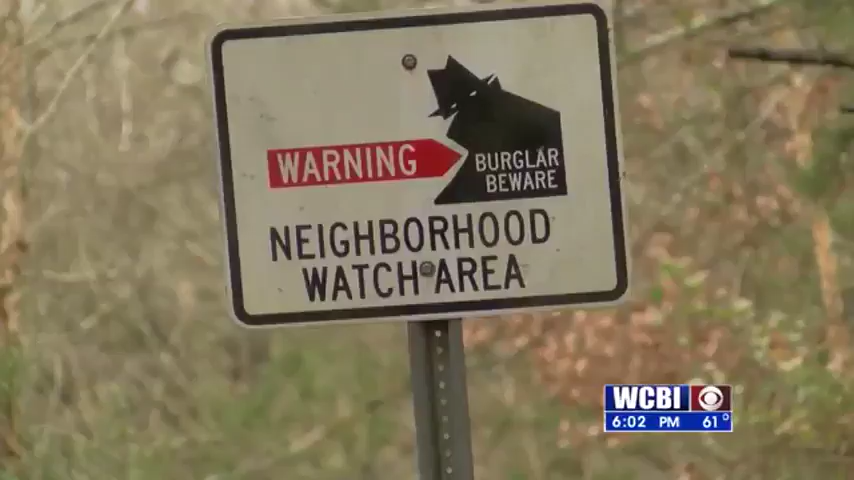 WARNING
BURGLAR
BEWARE
NEIGHBORHOOD
WATCH AREA
WCBI
6:02 PM 61°